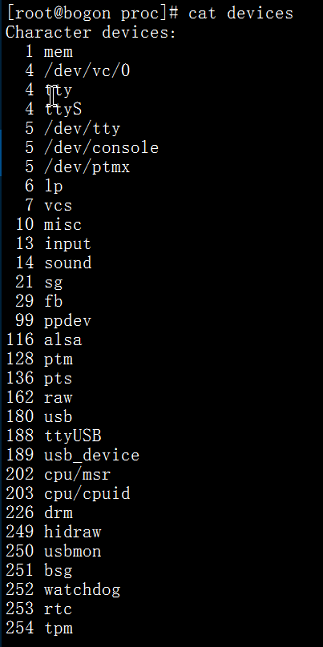 [root@bogon proc]# cat devices
Character devices:
1 mem
4 /dev/vc/0
4 tty
4 ttyS
5 /dev/tty
5 /dev/console
5 /dev/ptmx
6 lp
7 vcs
10 misc
13 input
14 sound
21 sg
29 fb
99 ppdev
116 alsa
128 ptm
136 pts
162 raw
180 usb
188 ttyUSB
189 usb_device
202 cpu/msr
203 cpu/cpuid
226 drm
249 hidraw
250 usbmon
251 bsg
252 watchdog
253 rtc
254 tpm